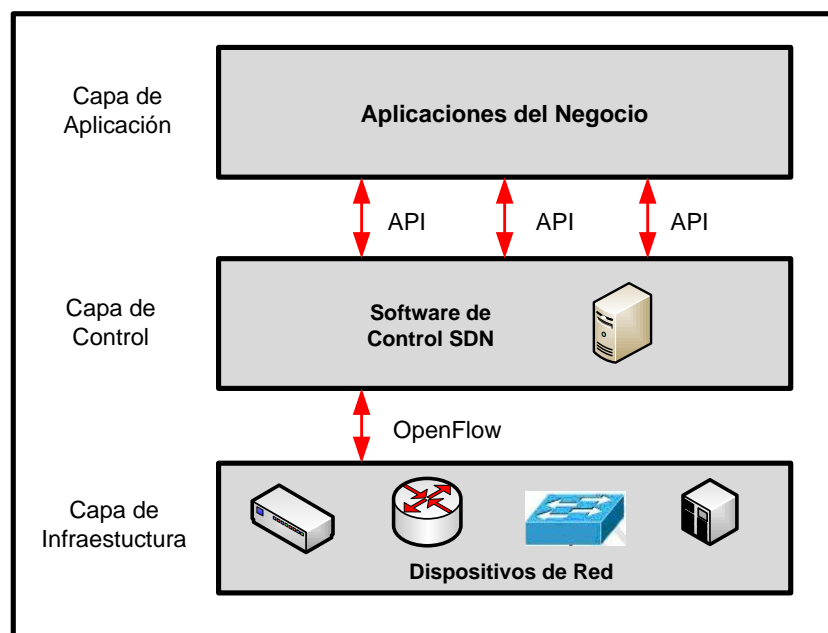 Capa de
Aplicación
Aplicaciones del Negocio
API
API
API
Capa de
Control
Software de
Control SDN
OpenFlow
Capa de
Infraestuctura
Dispositivos de Red